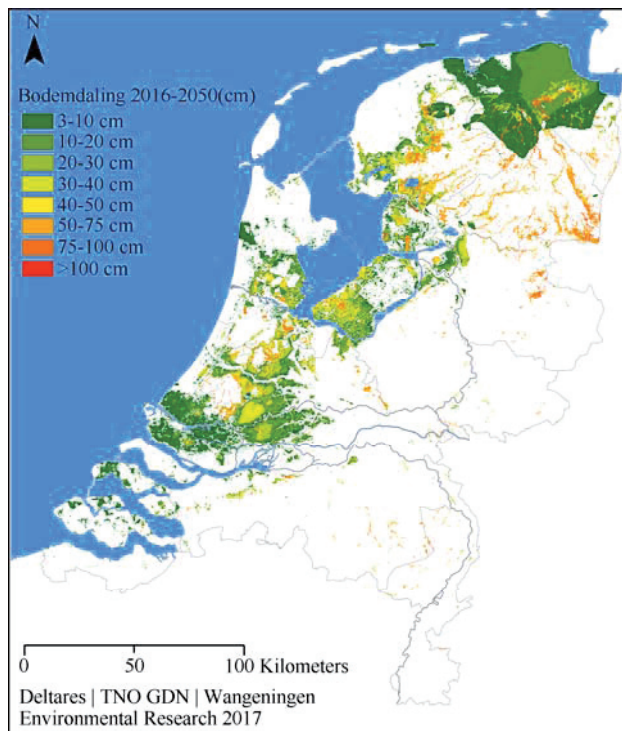 N
Bodemdaling 2016-2050(cm)
3-10 cm
10-20 cm
20-30 cm
30-40 cm
40-50 cm
50-75 cm
75-100 cm
>100 cm
0 50 100 Kilometers
Deltares | TNO GDN | Wangeningen
Environmental Research 2017